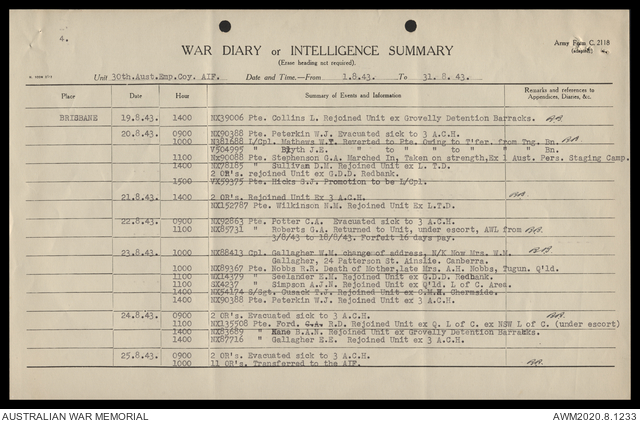 4.
WAR DIARY or INTELLIGENCE SUMMARY
(Erase heading not required).
Army Form C. 2118
Unit 30th.Aust.Emp.Coy. AIF. Date and Time.—From 1.8.43. To 31.8.43.
Place Date Hour Summary of Events and Information Remarks and references to Appendices, Diaries, &c.
BRISBANE 19.8.43. 1400 NX39006 Pte. Collins L. Rejoined Unit ex Grovelly Detention Barracks.
20.8.43. 0900 NX90388 Pte. Peterkin W.J. Evacuated sick to 3 A.C.H.
1000 N381688 L/Cpl. Mathews W.T. Reverted to Pte. Owing to T'fer. from Tng. Bn.
V504995 " Blyth J.E. " to " to " Bn "
1100 Nx90088 Pte. Stephenson G.A. Marched In, Taken on strength, Ex 1 Aust. Pers. Staging Camp.
1400 NX78185 " Sullivan D.M. Rejoined Unit ex L. T.D.
2 OR's. rejoined Unit ex G.D.D. Redbank.
1500 VX59375 Pte. Hicks G.J. Promotion to be L/Cpl.
21.8.43. 1400 2 OR's. Rejoined Unit Ex 3 A.C.H.
NX152787 Pte. Wilkinson N.M. Rejoined Unit Ex L.T.D.
22.8.43. 0900 NX72863 Pte. Potter C.A. Evacuated sick to 3 A.C.H.
1100 NX85731 " Roberts G.A. Returned to Unit, under escort, AWL from
3/8/43 to 18/8/43. Forfeit 16 days pay.
23.8.43. NX88413 Cpl. Gallagher W.M. change of address, N/K Now Mrs. W.M.
Gallagher, 24 Patterson St. Ainslie. Canberra.
1000 NX89367 Pte. Nobbs R.R. Death of Mother, late Mrs. A.H. Nobbs, Tugun. Q'ld.
1100 NX14379 " Seelander E.M. Rejoined Unit ex G.D.D. Redbank.
1100 SX4237 " Simpson A.J.N. Rejoined Unit ex Q'ld. L of C. Area.
1100 NX54174 S/Sgt. Cusack T.J. Rejoined Unit ex C.M.H. Chermside.
1400 NX90388 Pte. Peterkin W.J. Rejoined Unit ex 3 A.C.H.
24.8.43. 0900 2 OR's. Evacuated sick to 3 A.C.H.
1100 NX135508 Pte. Ford. G.A. R.D. Rejoined Unit ex Q. L of C. ex NSW L of C. (under escort)
1400 NX83689 " Kane B.A.N. Rejoined Unit ex Grovelly Detention Barracks.
1400 NX87716 " Gallagher E.E. Rejoined Unit ex 3 A.C.H.
25.8.43. 0900 2 OR's. Evacuated sick to 3 A.C.H.
1000 11 OR's. Transferred to the AIF.
AUSTRALIAN WAR MEMORIAL AWM2020.8.1233